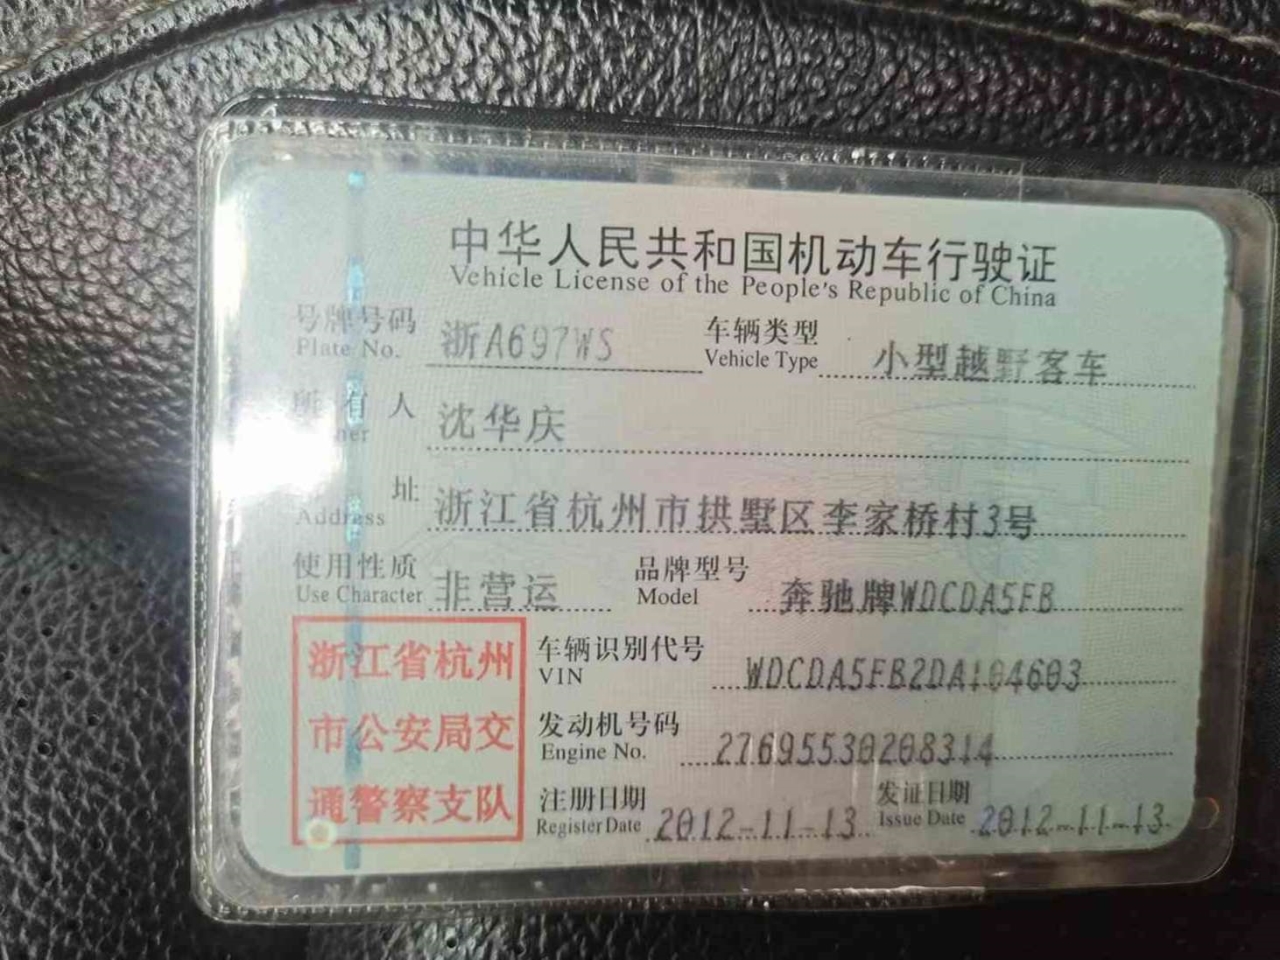 中华人民共和国机动车行驶证
Vehicle License of the People's Republic of China
号牌号码 浙A697WS 车辆类型 小型越野客车
Plate No. Vehicle Type
所有人 沈华庆
址 浙江省杭州市拱墅区李家桥村3号
Address
使用性质 非营运 品牌型号 奔驰牌WDCDA5FB
Use Character Model
浙江省杭州
市公安局交
通警察支队
车辆识别代号 WDCDA5FB2DA104603
VIN
发动机号码 27695530208314
Engine No.
注册日期 2012-11-13 发证日期 2012-11-13
Register Date Issue Date